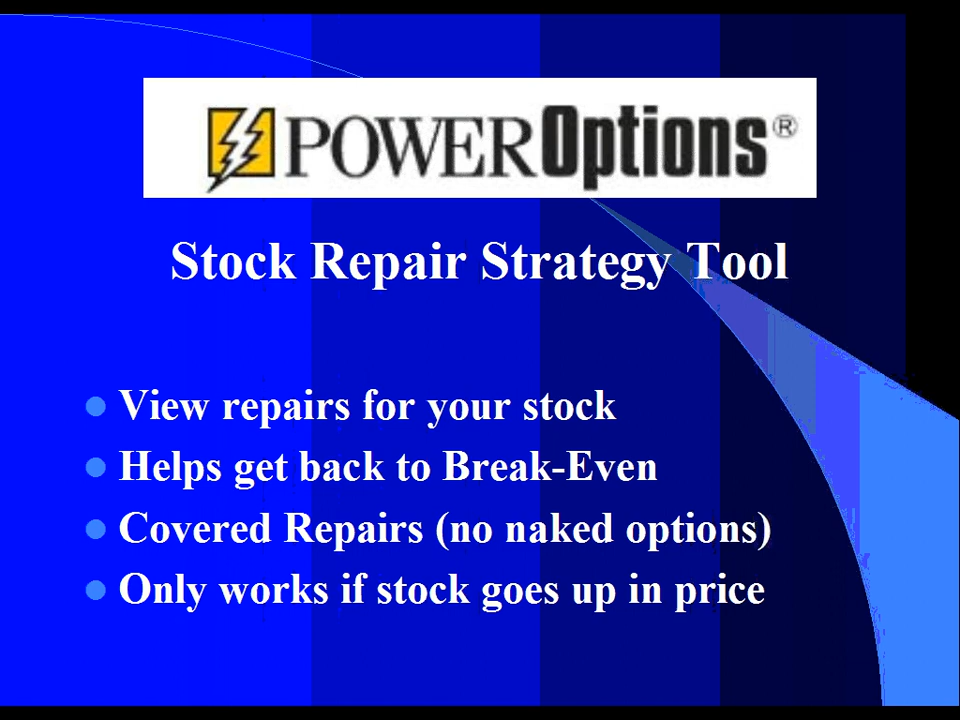 POWEROptions®
Stock Repair Strategy Tool
View repairs for your stock
Helps get back to Break-Even
Covered Repairs (no naked options)
Only works if stock goes up in price